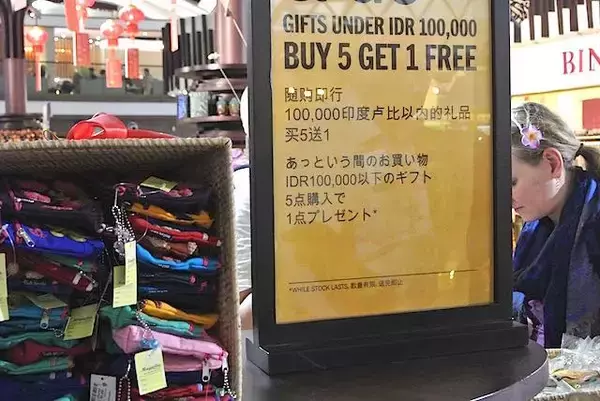 GIFTS UNDER IDR 100,000
BUY 5 GET 1 FREE
随购即行
100,000印度卢比以内的礼品
买5送1
あっという間のお買い物
IDR100,000以下のギフト
5点購入で
1点プレゼント*
*WHILE STOCK LASTS. 数量有限, 送完即止
BIN